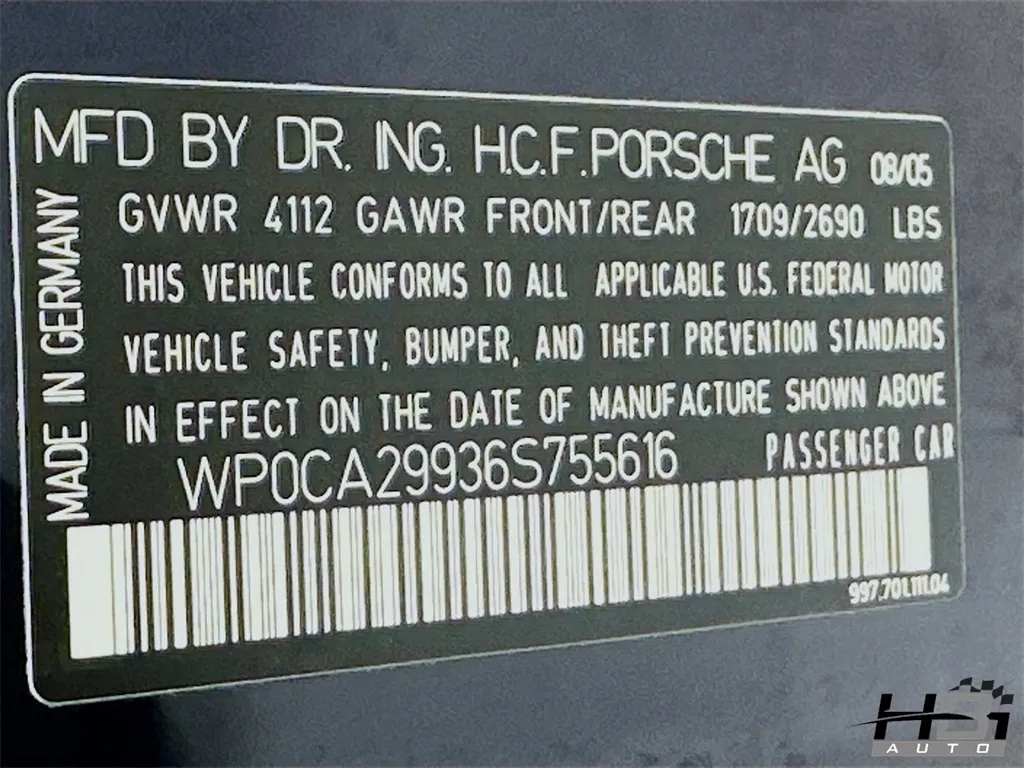 MFD BY DR. ING. H.C.F. PORSCHE AG 08/05
GVWR 4112 GAWR FRONT/REAR 1709/2690 LBS
THIS VEHICLE CONFORMS TO ALL APPLICABLE U.S. FEDERAL MOTOR
VEHICLE SAFETY, BUMPER, AND THEFT PREVENTION STANDARDS
IN EFFECT ON THE DATE OF MANUFACTURE SHOWN ABOVE
WP0CA29936S755616 PASSENGER CAR
MADE IN GERMANY
997.701.111.04
HGI
AUTO